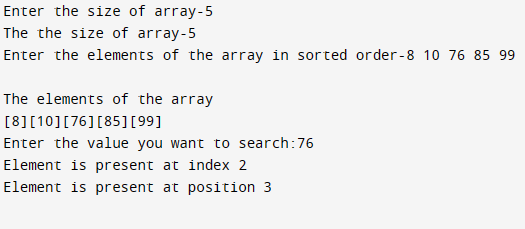 Enter the size of array-5
The the size of array-5
Enter the elements of the array in sorted order-8 10 76 85 99
The elements of the array
[8][10][76][85][99]
Enter the value you want to search:76
Element is present at index 2
Element is present at position 3